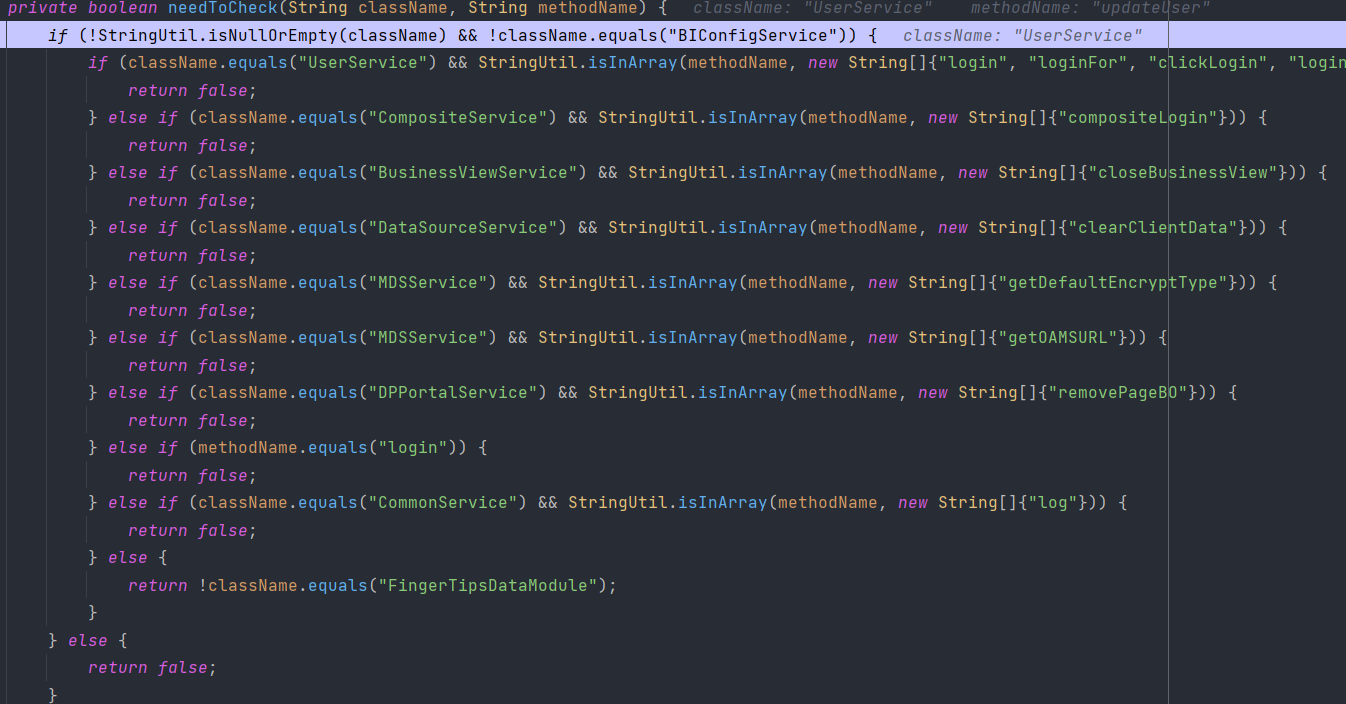 private boolean needToCheck(String className, String methodName) {   className: "UserService"    methodName: "updateUser"
    if (!StringUtil.isNullOrEmpty(className) && !className.equals("BIConfigService")) {   className: "UserService"
        if (className.equals("UserService") && StringUtil.isInArray(methodName, new String[]{"login", "loginFor", "clickLogin", "login
            return false;
        } else if (className.equals("CompositeService") && StringUtil.isInArray(methodName, new String[]{"compositeLogin"})) {
            return false;
        } else if (className.equals("BusinessViewService") && StringUtil.isInArray(methodName, new String[]{"closeBusinessView"})) {
            return false;
        } else if (className.equals("DataSourceService") && StringUtil.isInArray(methodName, new String[]{"clearClientData"})) {
            return false;
        } else if (className.equals("MDSService") && StringUtil.isInArray(methodName, new String[]{"getDefaultEncryptType"})) {
            return false;
        } else if (className.equals("MDSService") && StringUtil.isInArray(methodName, new String[]{"getOAMSURL"})) {
            return false;
        } else if (className.equals("DPPortalService") && StringUtil.isInArray(methodName, new String[]{"removePageBO"})) {
            return false;
        } else if (methodName.equals("login")) {
            return false;
        } else if (className.equals("CommonService") && StringUtil.isInArray(methodName, new String[]{"log"})) {
            return false;
        } else {
            return !className.equals("FingerTipsDataModule");
        }
    } else {
        return false;
    }